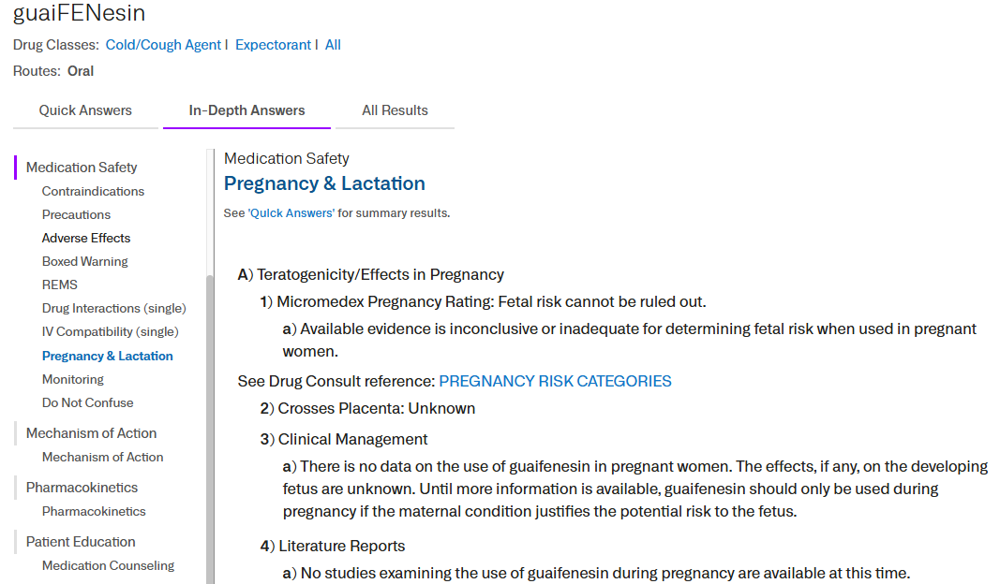 guaiFENesin
Drug Classes: Cold/Cough Agent | Expectorant | All
Routes: Oral
Quick Answers
In-Depth Answers
All Results
Medication Safety
Contraindications
Precautions
Adverse Effects
Boxed Warning
REMS
Drug Interactions (single)
IV Compatibility (single)
Pregnancy & Lactation
Monitoring
Do Not Confuse
Mechanism of Action
Mechanism of Action
Pharmacokinetics
Pharmacokinetics
Patient Education
Medication Counseling
Medication Safety
Pregnancy & Lactation
See 'Quick Answers' for summary results.
A) Teratogenicity/Effects in Pregnancy
1) Micromedex Pregnancy Rating: Fetal risk cannot be ruled out.
a) Available evidence is inconclusive or inadequate for determining fetal risk when used in pregnant
women.
See Drug Consult reference: PREGNANCY RISK CATEGORIES
2) Crosses Placenta: Unknown
3) Clinical Management
a) There is no data on the use of guaifenesin in pregnant women. The effects, if any, on the developing
fetus are unknown. Until more information is available, guaifenesin should only be used during
pregnancy if the maternal condition justifies the potential risk to the fetus.
4) Literature Reports
a) No studies examining the use of guaifenesin during pregnancy are available at this time.